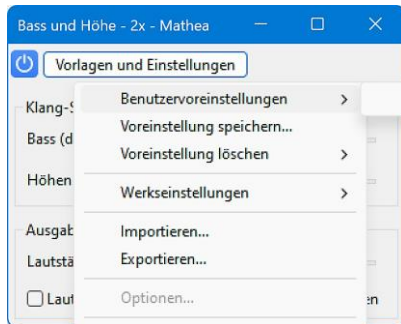 Bass und Höhe - 2x - Mathea
Vorlagen und Einstellungen
Benutzervoreinstellungen
Klang-
Voreinstellung speichern...
Bass (d
Voreinstellung löschen
Höhen
Werkseinstellungen
Ausgab
Importieren...
Lautstä
Exportieren...
Laut
Optionen...
en